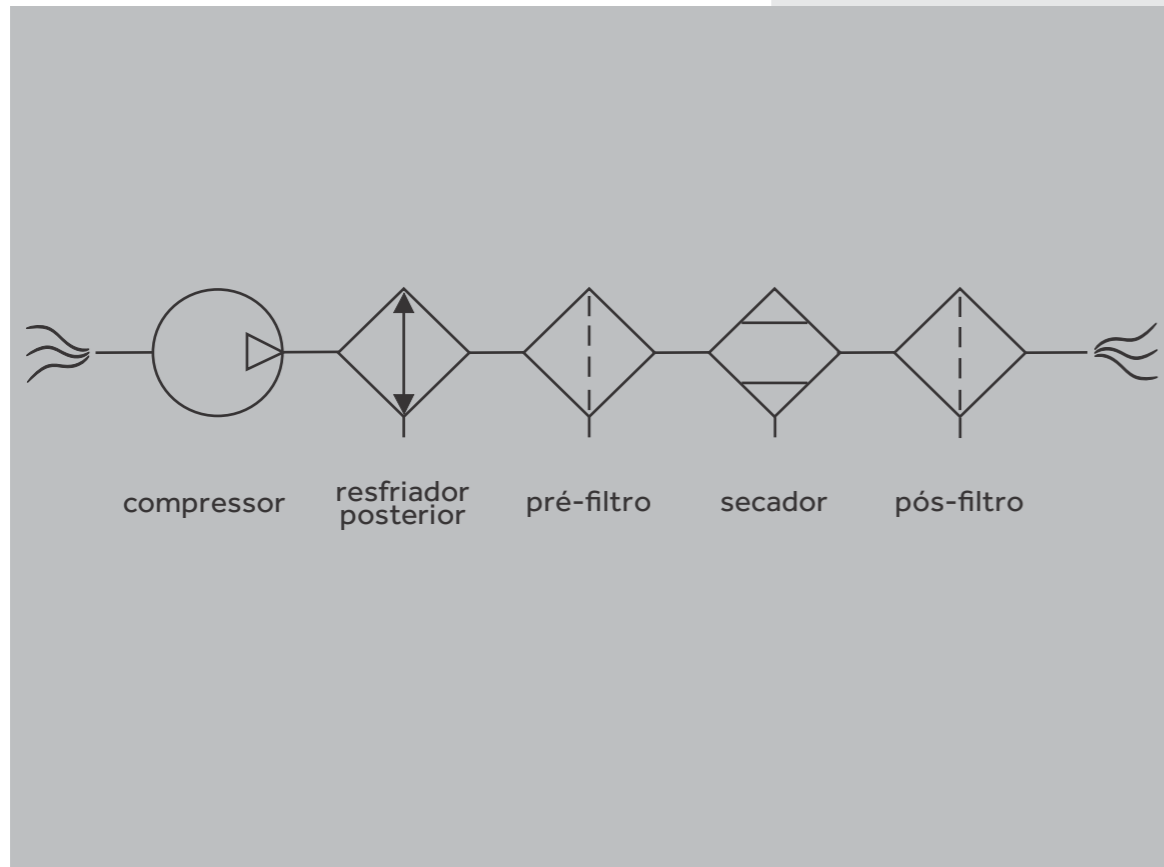 compressor
resfriador
posterior
pré-filtro
secador
pós-filtro